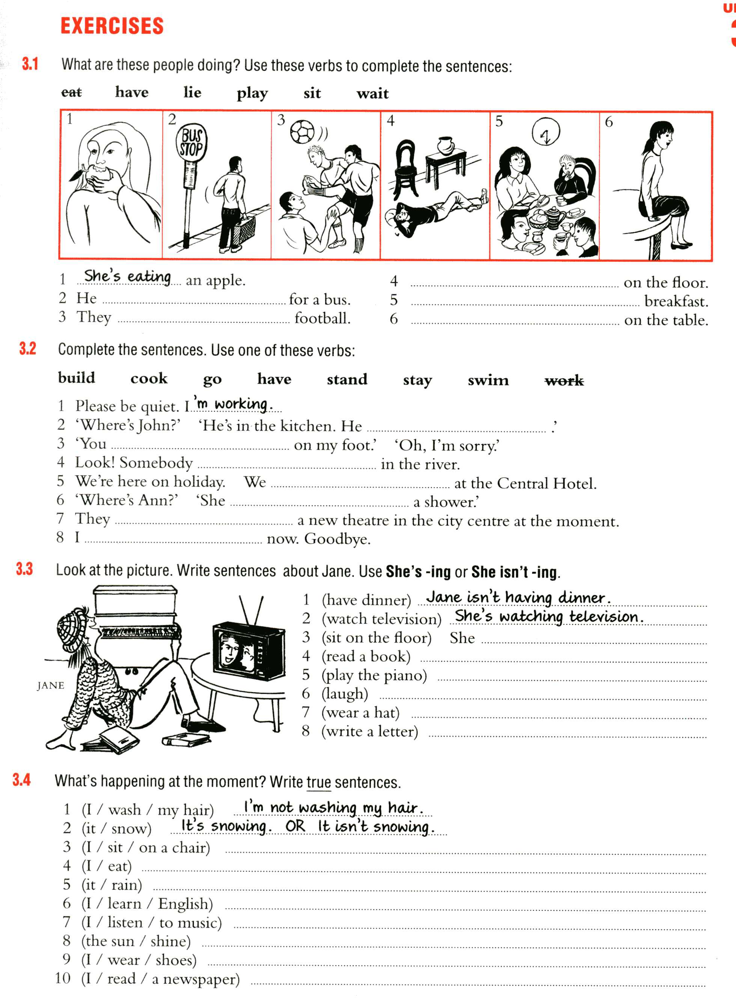 EXERCISES
3.1 What are these people doing? Use these verbs to complete the sentences:
eat have lie play sit wait
1 2 3 4 5 6
BUS
STOP
1 She's eating an apple.
2 He ... for a bus.
3 They ... football.
4 ... on the floor.
5 ... breakfast.
6 ... on the table.
3.2 Complete the sentences. Use one of these verbs:
build cook go have stand stay swim work
1 Please be quiet. I 'm working.
2 ‘Where's John?’ ‘He's in the kitchen. He ... .’
3 ‘You ... on my foot.’ ‘Oh, I'm sorry.’
4 Look! Somebody ... in the river.
5 We're here on holiday. We ... at the Central Hotel.
6 ‘Where's Ann?’ ‘She ... a shower.’
7 They ... a new theatre in the city centre at the moment.
8 I ... now. Goodbye.
3.3 Look at the picture. Write sentences about Jane. Use She's -ing or She isn't -ing.
JANE
1 (have dinner) Jane isn't having dinner.
2 (watch television) She's watching television.
3 (sit on the floor) She ...
4 (read a book) ...
5 (play the piano) ...
6 (laugh) ...
7 (wear a hat) ...
8 (write a letter) ...
3.4 What's happening at the moment? Write true sentences.
1 (I / wash / my hair) I'm not washing my hair.
2 (it / snow) It's snowing. OR It isn't snowing.
3 (I / sit / on a chair) ...
4 (I / eat) ...
5 (it / rain) ...
6 (I / learn / English) ...
7 (I / listen / to music) ...
8 (the sun / shine) ...
9 (I / wear / shoes) ...
10 (I / read / a newspaper) ...